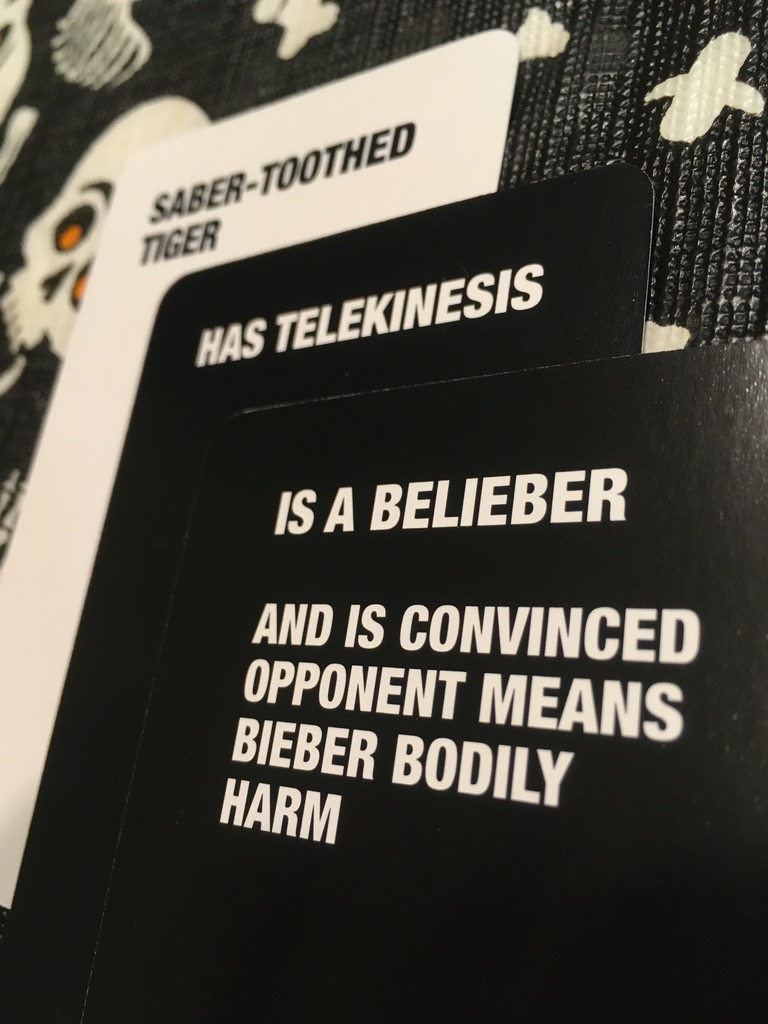 SABER-TOOTHED
TIGER
HAS TELEKINESIS
IS A BELIEBER
AND IS CONVINCED
OPPONENT MEANS
BIEBER BODILY
HARM